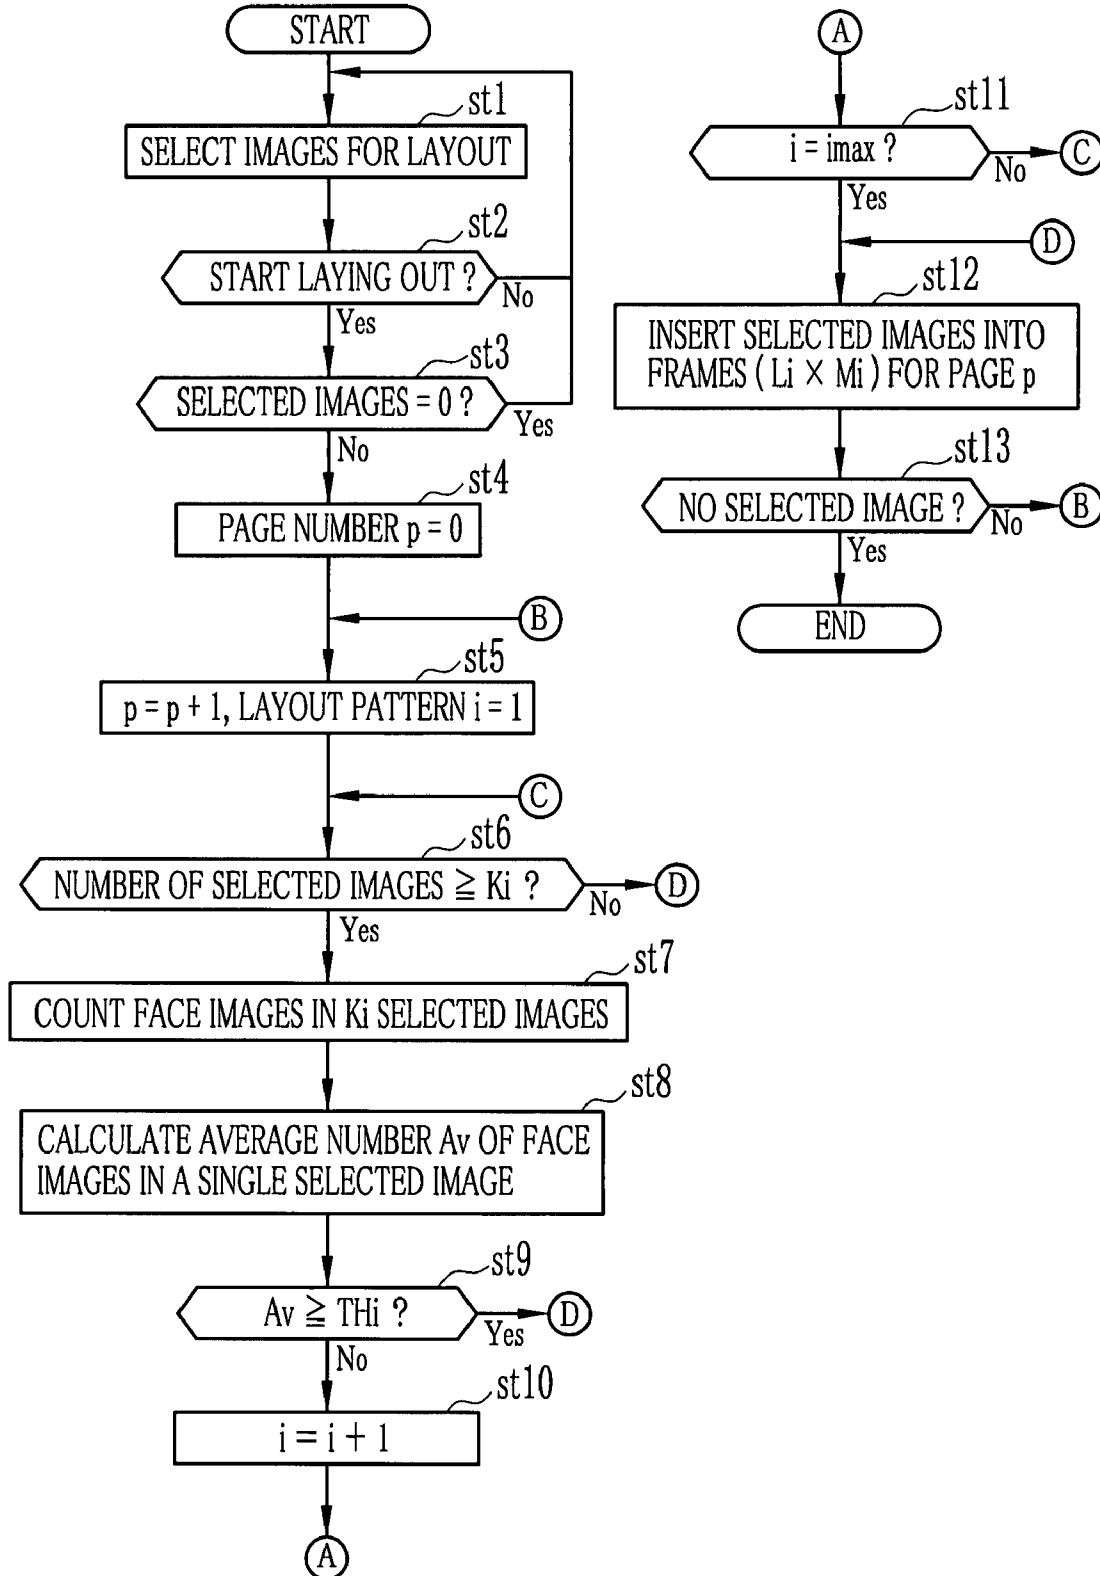 START
st1
SELECT IMAGES FOR LAYOUT
st2
START LAYING OUT ?
No
Yes
st3
SELECTED IMAGES = 0 ?
Yes
No
st4
PAGE NUMBER p = 0
B
st5
p = p + 1, LAYOUT PATTERN i = 1
C
st6
NUMBER OF SELECTED IMAGES ≧ Ki ?
No
D
Yes
st7
COUNT FACE IMAGES IN Ki SELECTED IMAGES
st8
CALCULATE AVERAGE NUMBER Av OF FACE
IMAGES IN A SINGLE SELECTED IMAGE
st9
Av ≧ THi ?
Yes
D
No
st10
i = i + 1
A
A
st11
i = imax ?
No
C
Yes
D
st12
INSERT SELECTED IMAGES INTO
FRAMES ( Li × Mi ) FOR PAGE p
st13
NO SELECTED IMAGE ?
No
B
Yes
END